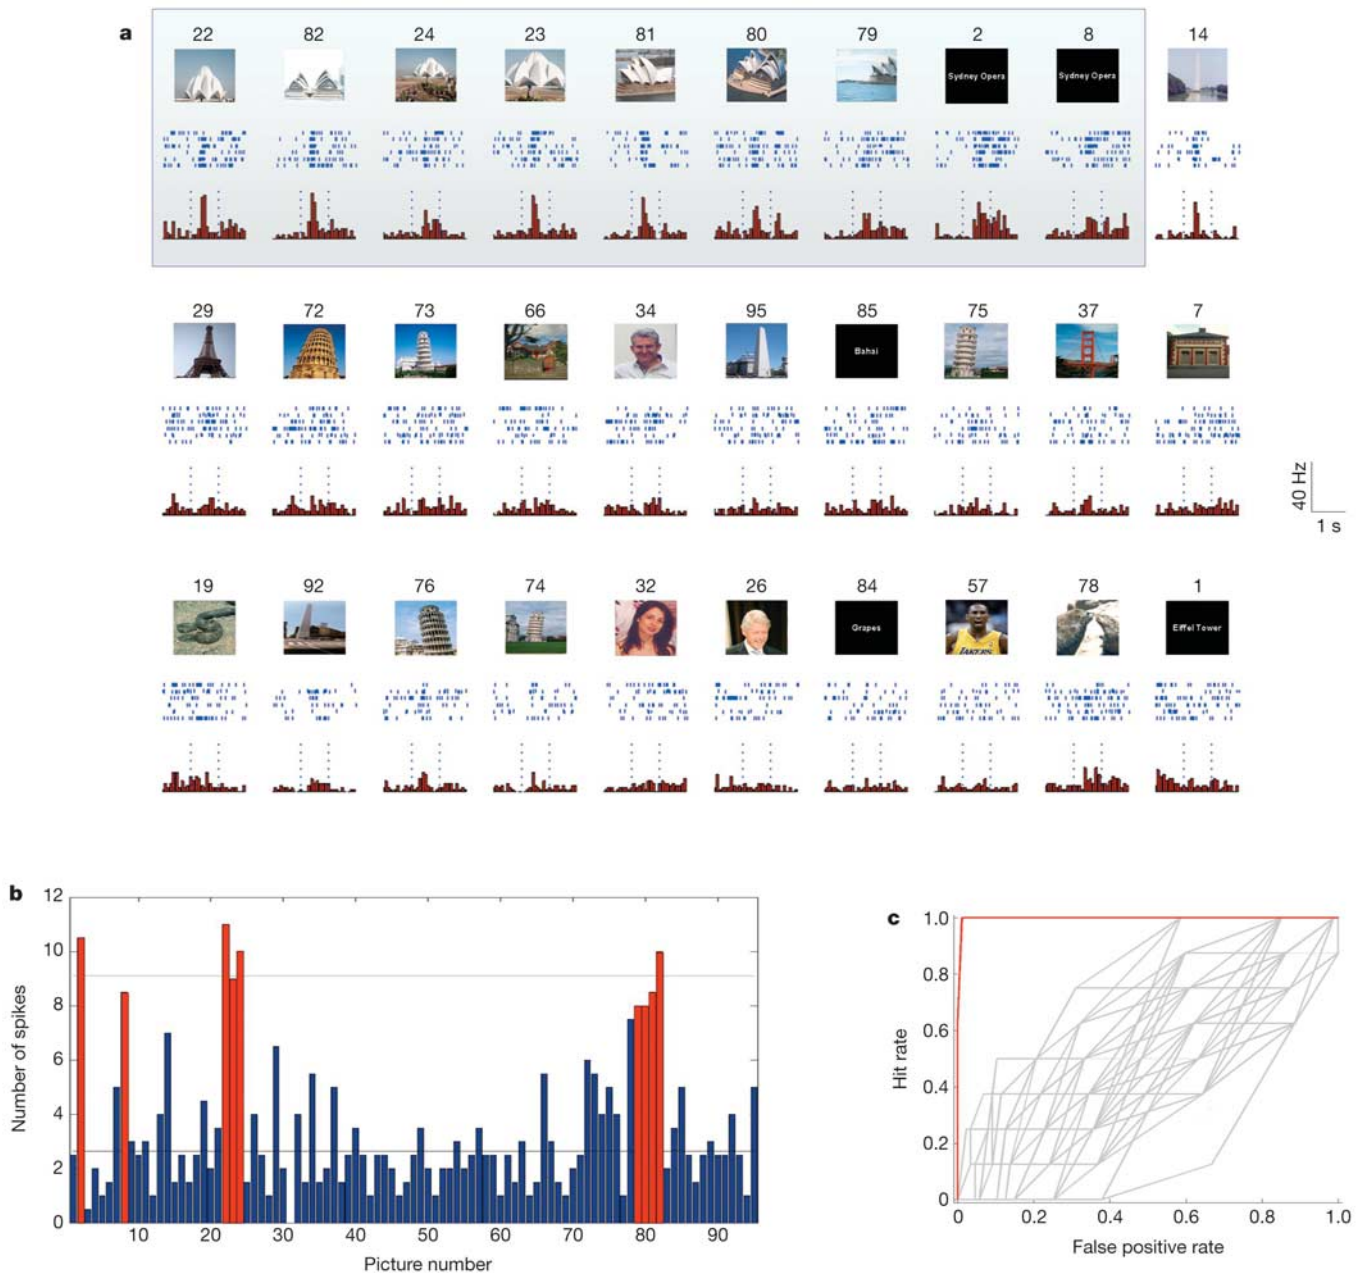 a
22 82 24 23 81 80 79 2 8 14
Sydney Opera Sydney Opera
29 72 73 66 34 95 85 75 37 7
Bahai
40 Hz
1 s
19 92 76 74 32 26 84 57 78 1
Grapes LAKERS Eiffel Tower
b
12
10
8
6
4
2
0
Number of spikes
10 20 30 40 50 60 70 80 90
Picture number
c
1.0
0.8
0.6
0.4
0.2
0
Hit rate
0 0.2 0.4 0.6 0.8 1.0
False positive rate